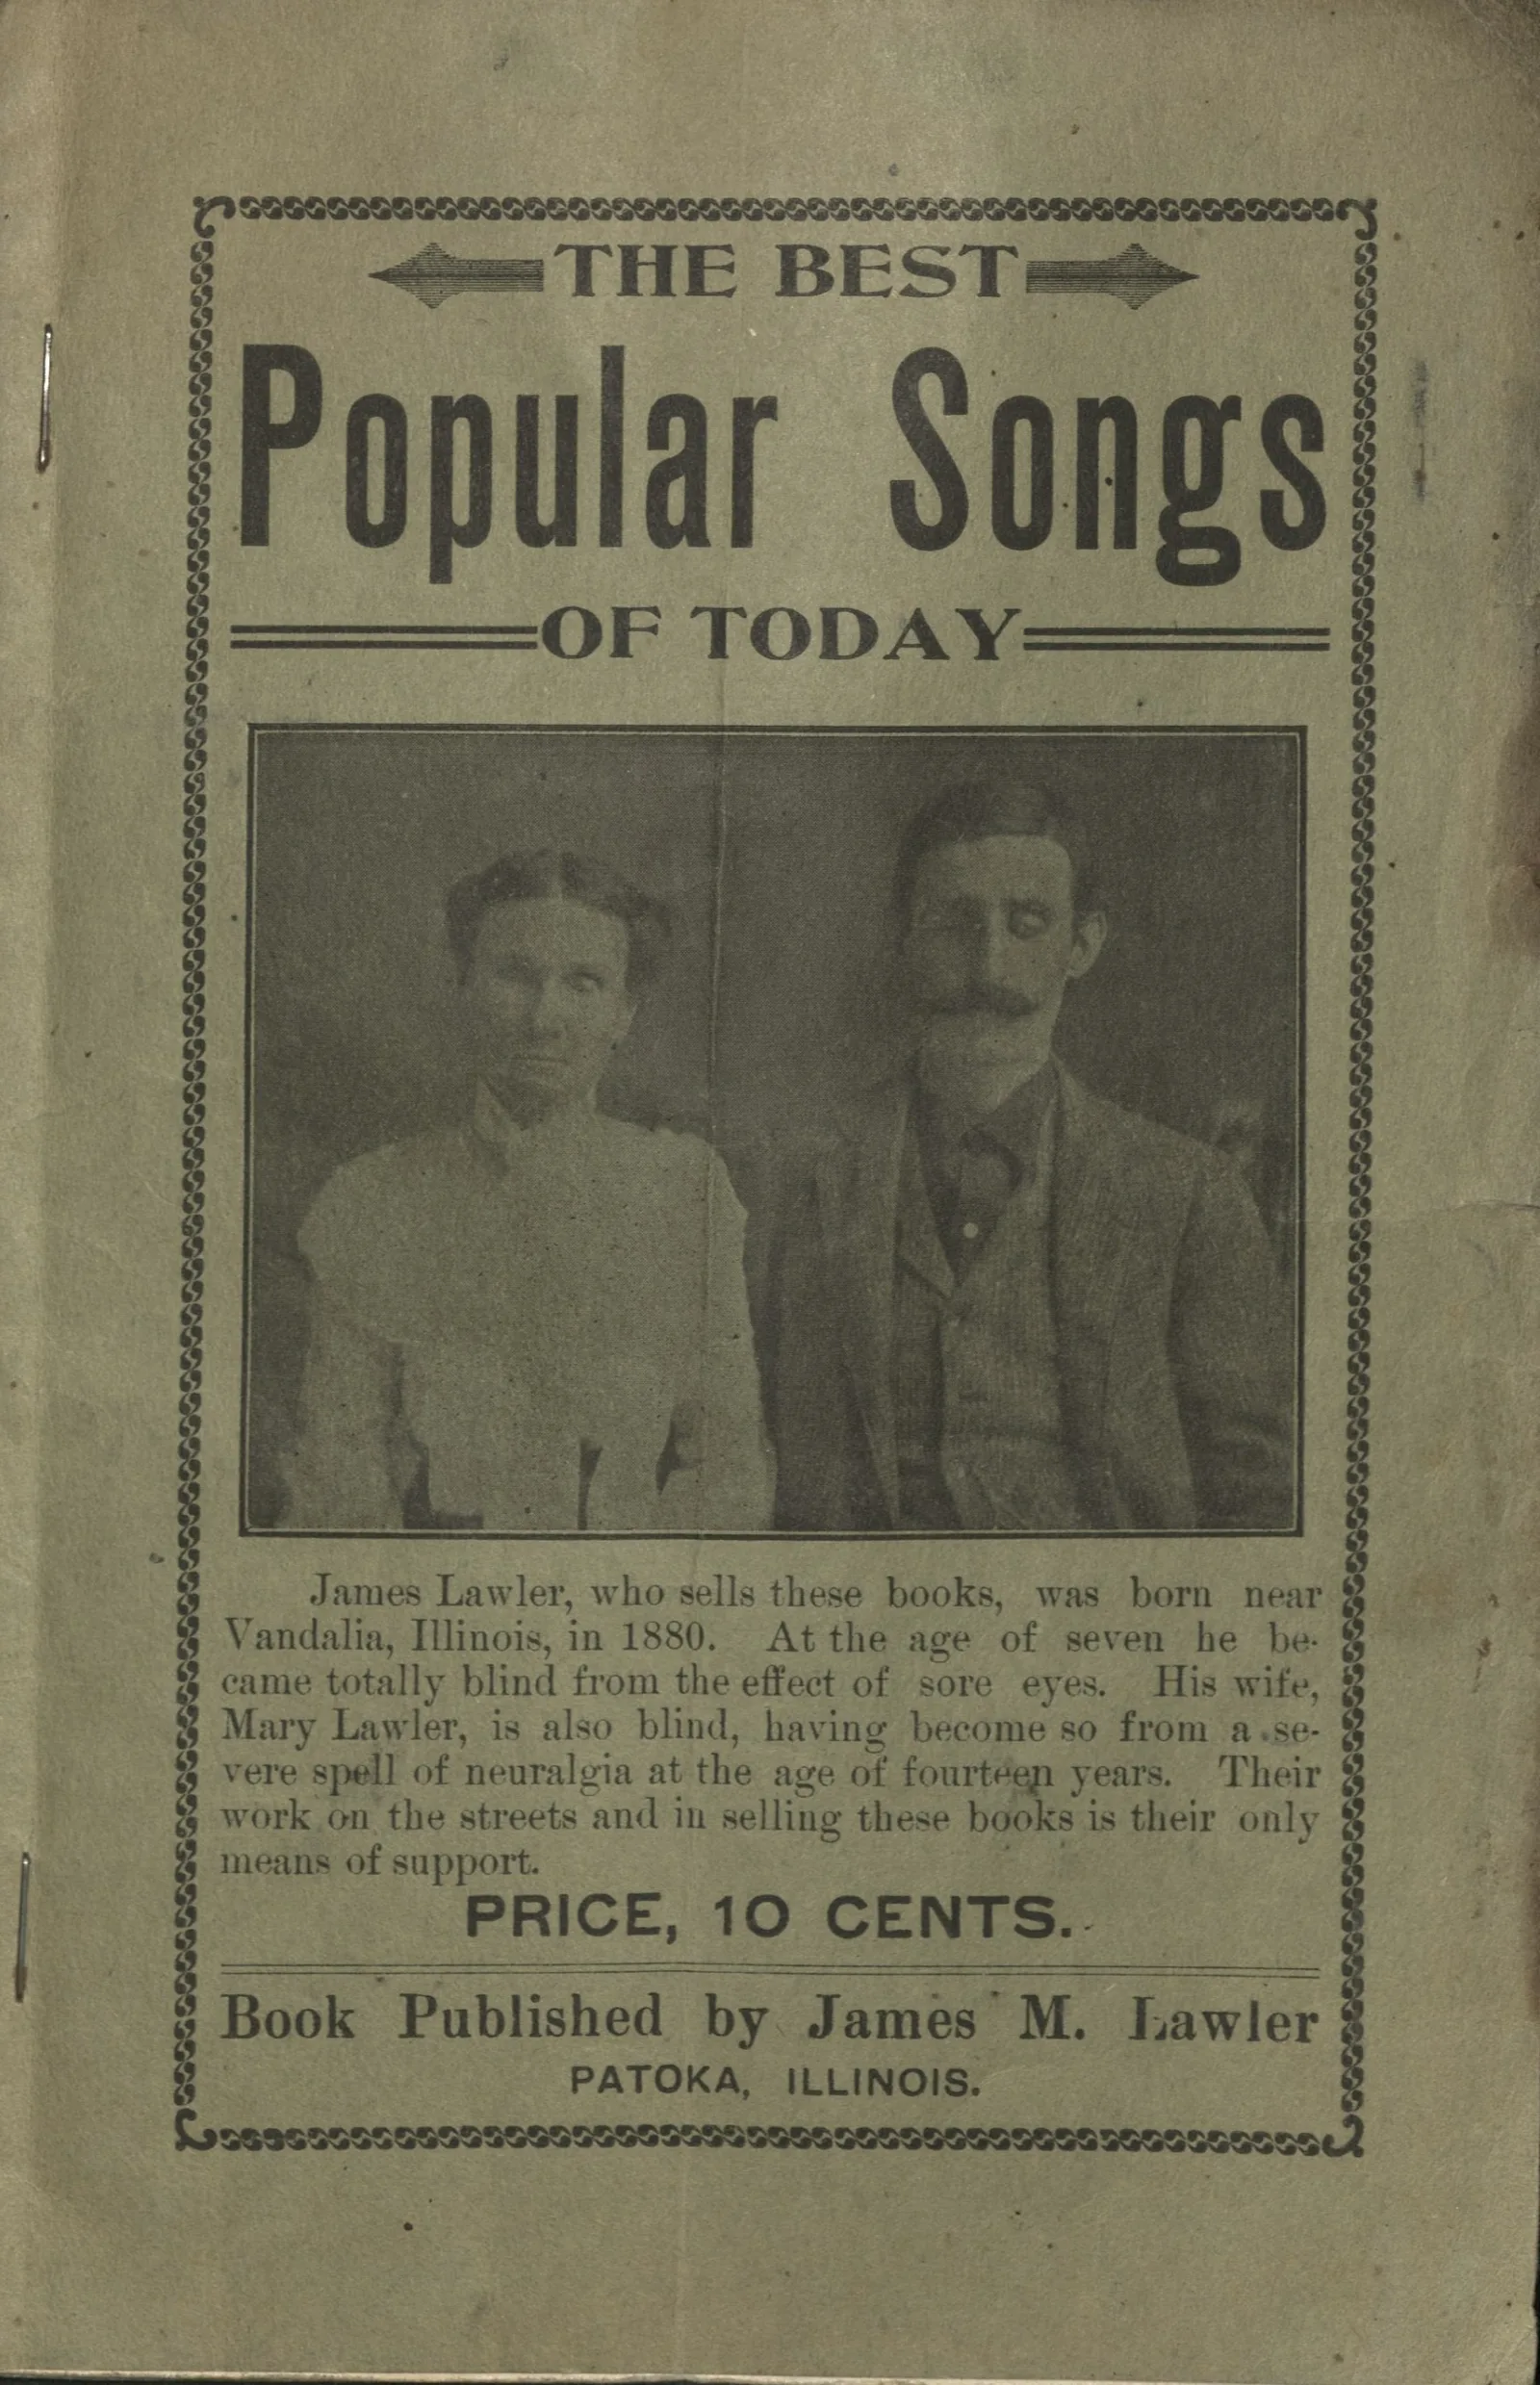 THE BEST
Popular Songs
OF TODAY
James Lawler, who sells these books, was born near
Vandalia, Illinois, in 1880. At the age of seven he be-
came totally blind from the effect of sore eyes. His wife,
Mary Lawler, is also blind, having become so from a se-
vere spell of neuralgia at the age of fourteen years. Their
work on the streets and in selling these books is their only
means of support.
PRICE, 10 CENTS.
Book Published by James M. Lawler
PATOKA, ILLINOIS.